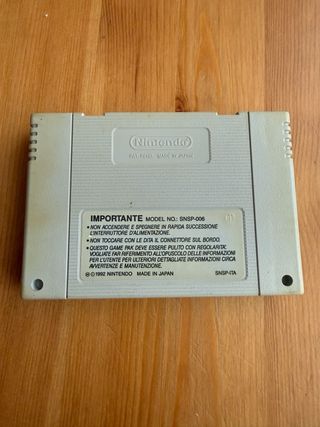 Nintendo
PAT. PEND. MADE IN JAPAN
IMPORTANTE MODEL NO.: SNSP-006
• NON ACCENDERE E SPEGNERE IN RAPIDA SUCCESSIONE
L'INTERRUTTORE D'ALIMENTAZIONE.
• NON TOCCARE CON LE DITA IL CONNETTORE SUL BORDO.
• QUESTO GAME PAK DEVE ESSERE PULITO CON REGOLARITA'.
VOGLIATE FAR RIFERIMENTO ALL'OPUSCOLO DELLE INFORMAZIONI
PER L'UTENTE PER ULTERIORI DETTAGLIATE INFORMAZIONI CIRCA
AVVERTENZE E MANUTENZIONE.
Ⓜ©1992 NINTENDO MADE IN JAPAN SNSP-ITA